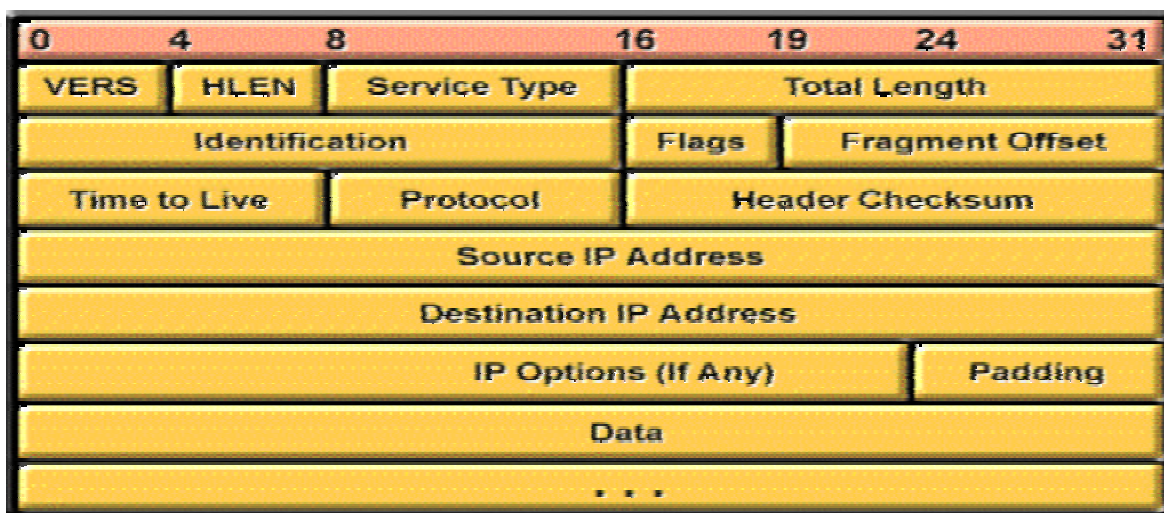 0 4 8 16 19 24 31
VERS HLEN Service Type Total Length
Identification Flags Fragment Offset
Time to Live Protocol Header Checksum
Source IP Address
Destination IP Address
IP Options (If Any) Padding
Data
. . .